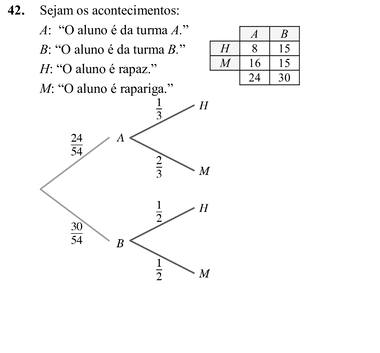 42. Sejam os acontecimentos:
A: “O aluno é da turma A.”
B: “O aluno é da turma B.”
H: “O aluno é rapaz.”
M: “O aluno é rapariga.”
A B
H 8 15
M 16 15
24 30
1/3 H
24/54 A
2/3 M
1/2 H
30/54 B
1/2 M